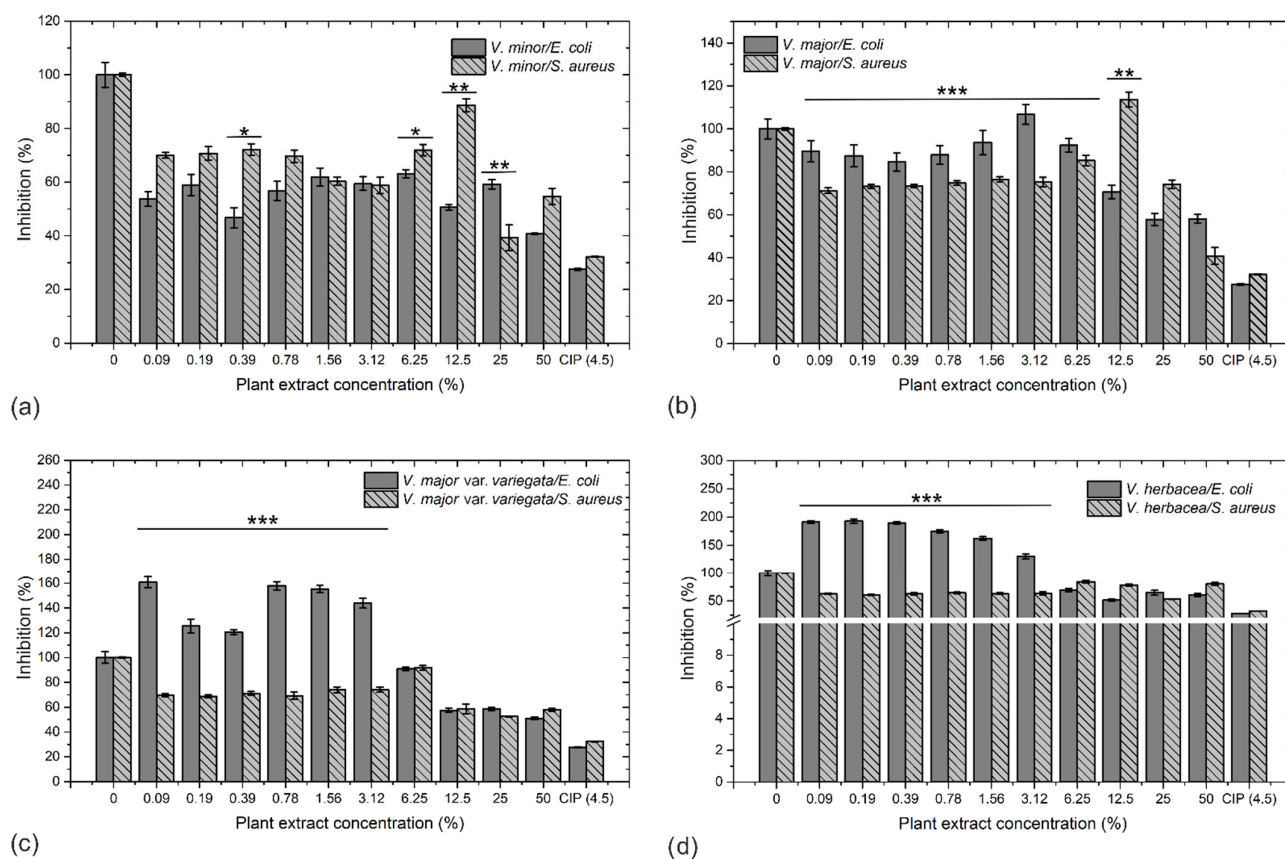 (a)
Inhibition (%)
120
100
80
60
40
20
0
V. minor/E. coli
V. minor/S. aureus
*
*
**
**
0 0.09 0.19 0.39 0.78 1.56 3.12 6.25 12.5 25 50 CIP (4.5)
Plant extract concentration (%)
(b)
Inhibition (%)
140
120
100
80
60
40
20
0
V. major/E. coli
V. major/S. aureus
***
**
0 0.09 0.19 0.39 0.78 1.56 3.12 6.25 12.5 25 50 CIP (4.5)
Plant extract concentration (%)
(c)
Inhibition (%)
260
240
220
200
180
160
140
120
100
80
60
40
20
0
V. major var. variegata/E. coli
V. major var. variegata/S. aureus
***
0 0.09 0.19 0.39 0.78 1.56 3.12 6.25 12.5 25 50 CIP (4.5)
Plant extract concentration (%)
(d)
Inhibition (%)
300
250
200
150
100
50
8
6
4
2
0
V. herbacea/E. coli
V. herbacea/S. aureus
***
0 0.09 0.19 0.39 0.78 1.56 3.12 6.25 12.5 25 50 CIP (4.5)
Plant extract concentration (%)